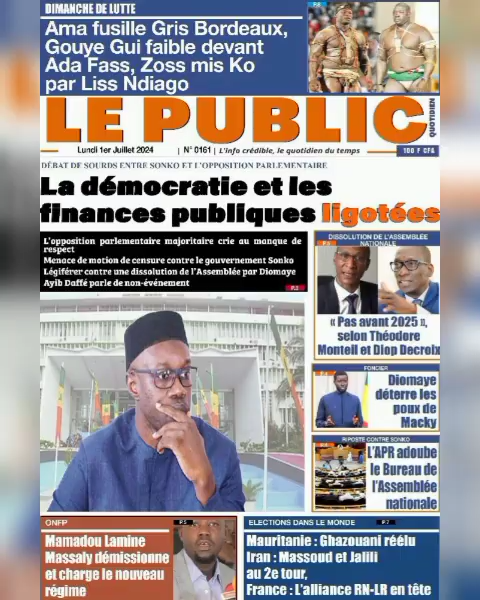 DIMANCHE DE LUTTE
P.8
Ama fusille Gris Bordeaux,
Gouye Gui faible devant
Ada Fass, Zoss mis Ko
par Liss Ndiago
LE PUBLIC
QUOTIDIEN
Lundi 1er Juillet 2024 | N° 0161 | L'info crédible, le quotidien du temps
100 F CFA
DÉBAT DE SOURDS ENTRE SONKO ET L'OPPOSITION PARLEMENTAIRE
La démocratie et les
finances publiques ligotées
L'opposition parlementaire majoritaire crie au manque de
respect
Menace de motion de censure contre le gouvernement Sonko
Légiférer contre une dissolution de l'Assemblée par Diomaye
Ayib Daffé parle de non-événement
DISSOLUTION DE L'ASSEMBLÉE
NATIONALE
« Pas avant 2025 »,
selon Théodore
Monteil et Diop Decroix
FONCIER
Diomaye
déterre les
poux de
Macky
RIPOSTE CONTRE SONKO
L'APR adoube
le Bureau de
l'Assemblée
nationale
ONFP
P.5
Mamadou Lamine
Massaly démissionne
et charge le nouveau
régime
ELECTIONS DANS LE MONDE
P.7
Mauritanie : Ghazouani réélu
Iran : Massoud et Jalili
au 2e tour,
France : L'alliance RN-LR en tête